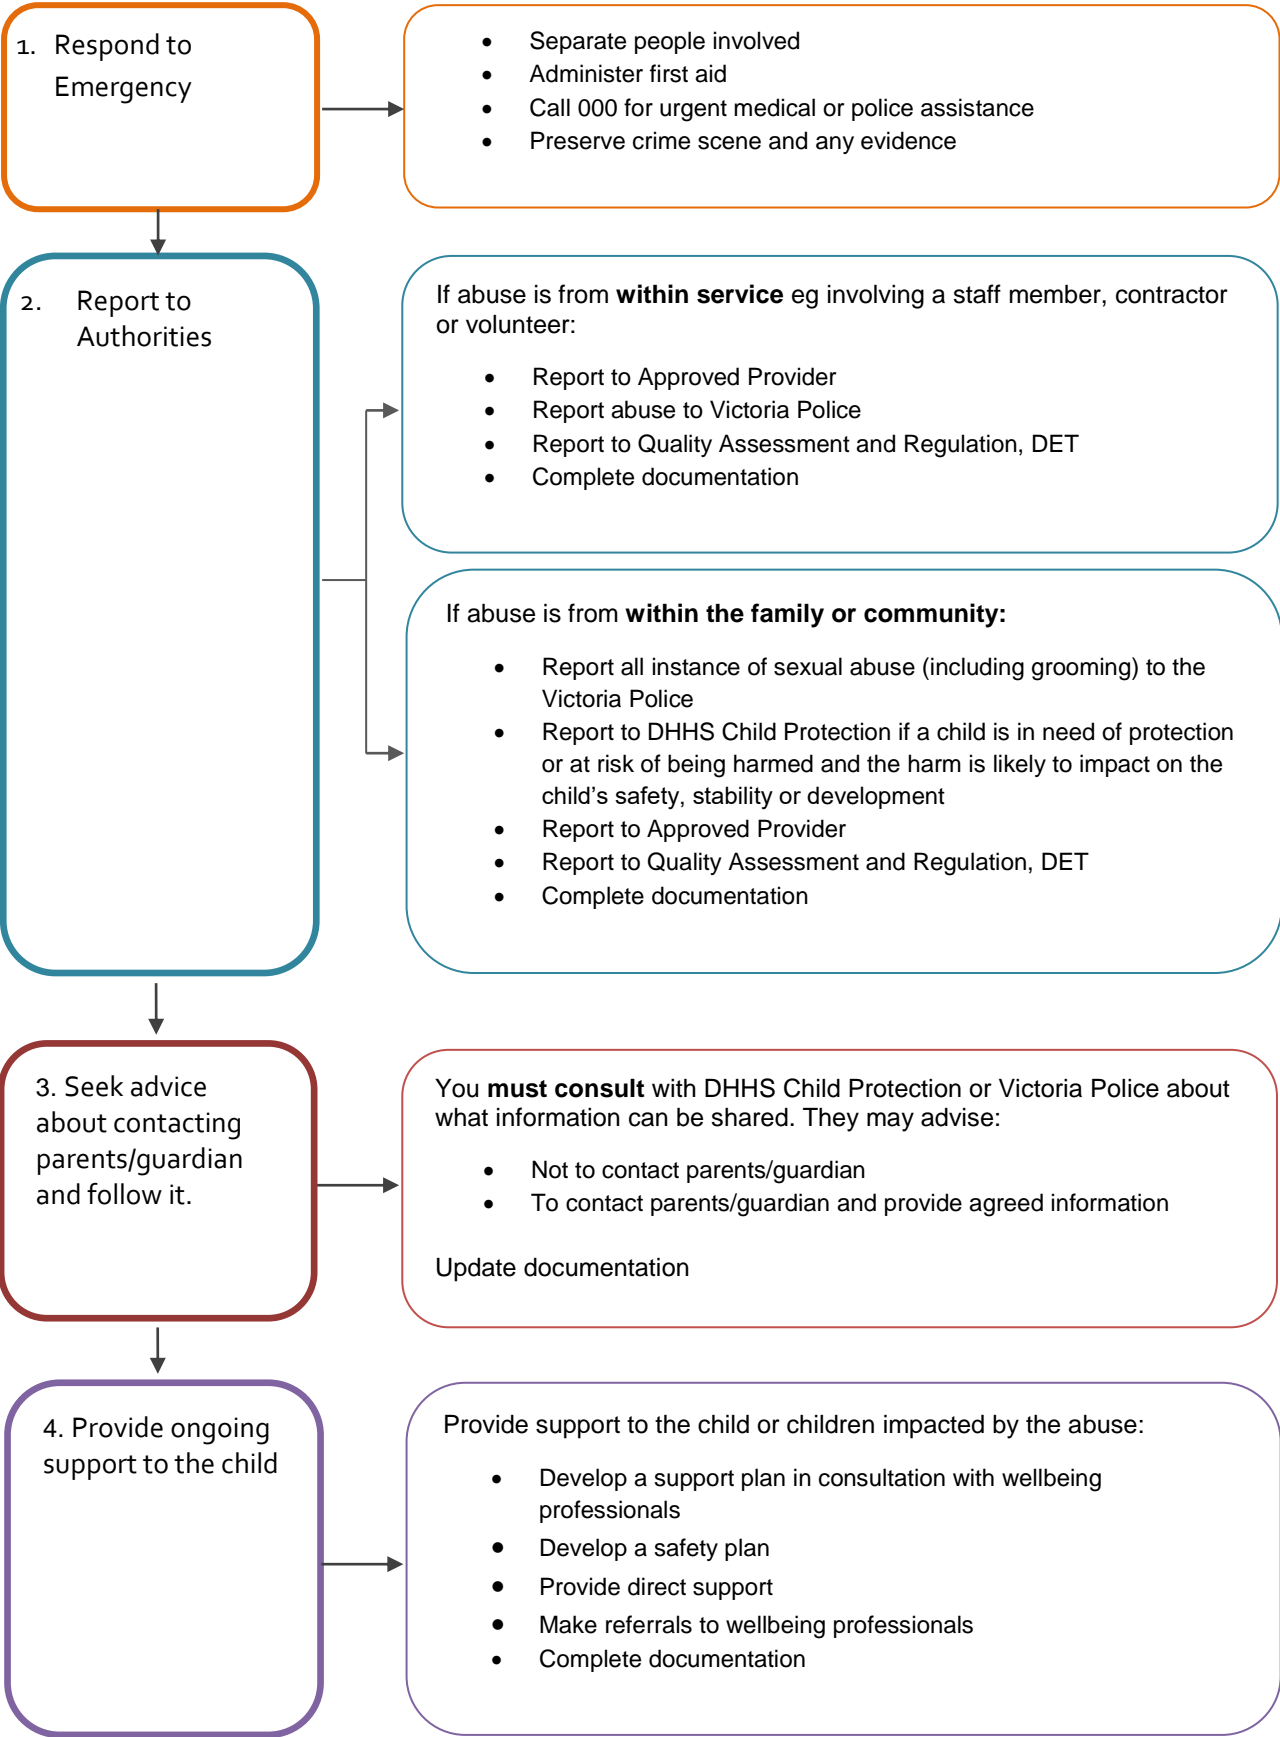 1. Respond to
Emergency
• Separate people involved
• Administer first aid
• Call 000 for urgent medical or police assistance
• Preserve crime scene and any evidence
2. Report to
Authorities
If abuse is from within service eg involving a staff member, contractor
or volunteer:
• Report to Approved Provider
• Report abuse to Victoria Police
• Report to Quality Assessment and Regulation, DET
• Complete documentation
If abuse is from within the family or community:
• Report all instance of sexual abuse (including grooming) to the
Victoria Police
• Report to DHHS Child Protection if a child is in need of protection
or at risk of being harmed and the harm is likely to impact on the
child’s safety, stability or development
• Report to Approved Provider
• Report to Quality Assessment and Regulation, DET
• Complete documentation
3. Seek advice
about contacting
parents/guardian
and follow it.
You must consult with DHHS Child Protection or Victoria Police about
what information can be shared. They may advise:
• Not to contact parents/guardian
• To contact parents/guardian and provide agreed information
Update documentation
4. Provide ongoing
support to the child
Provide support to the child or children impacted by the abuse:
• Develop a support plan in consultation with wellbeing
professionals
• Develop a safety plan
• Provide direct support
• Make referrals to wellbeing professionals
• Complete documentation